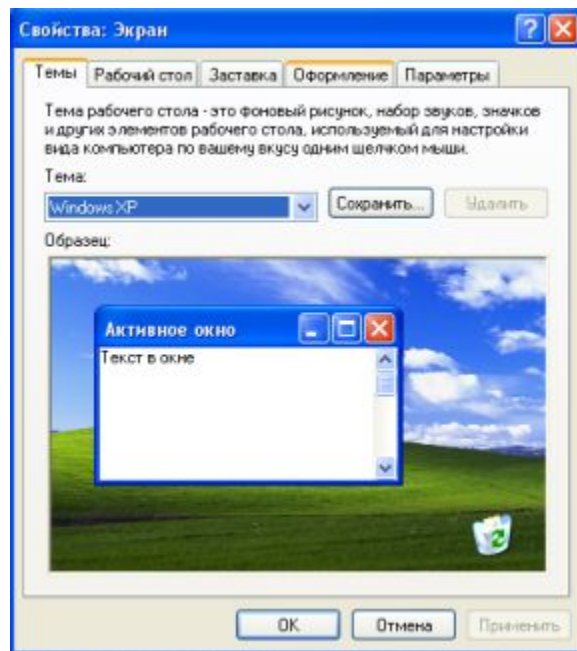 Свойства: Экран
Темы Рабочий стол Заставка Оформление Параметры
Тема рабочего стола - это фоновый рисунок, набор звуков, значков
и других элементов рабочего стола, используемый для настройки
вида компьютера по вашему вкусу одним щелчком мыши.
Тема:
Windows XP Сохранить... Удалить
Образец:
Активное окно
Текст в окне
OK Отмена Применить